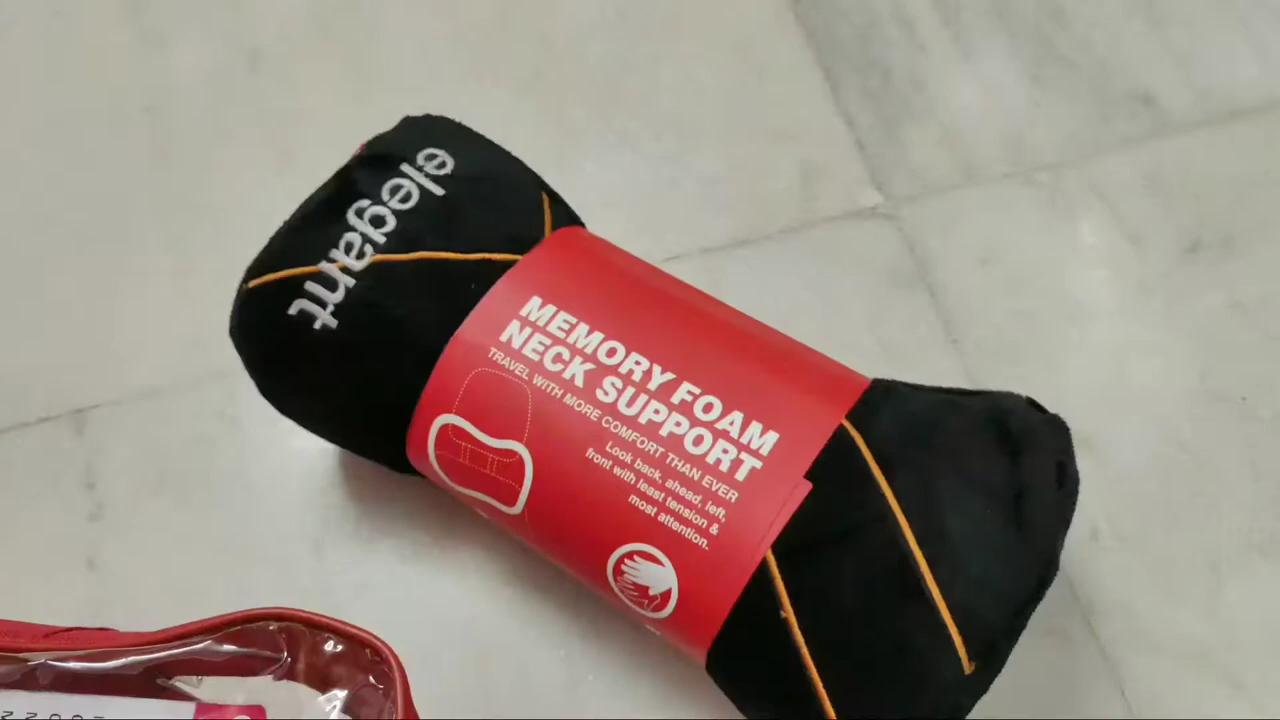 elegant
MEMORY FOAM
NECK SUPPORT
TRAVEL WITH MORE COMFORT THAN EVER
Look back, ahead, left,
front with least tension &
most attention.